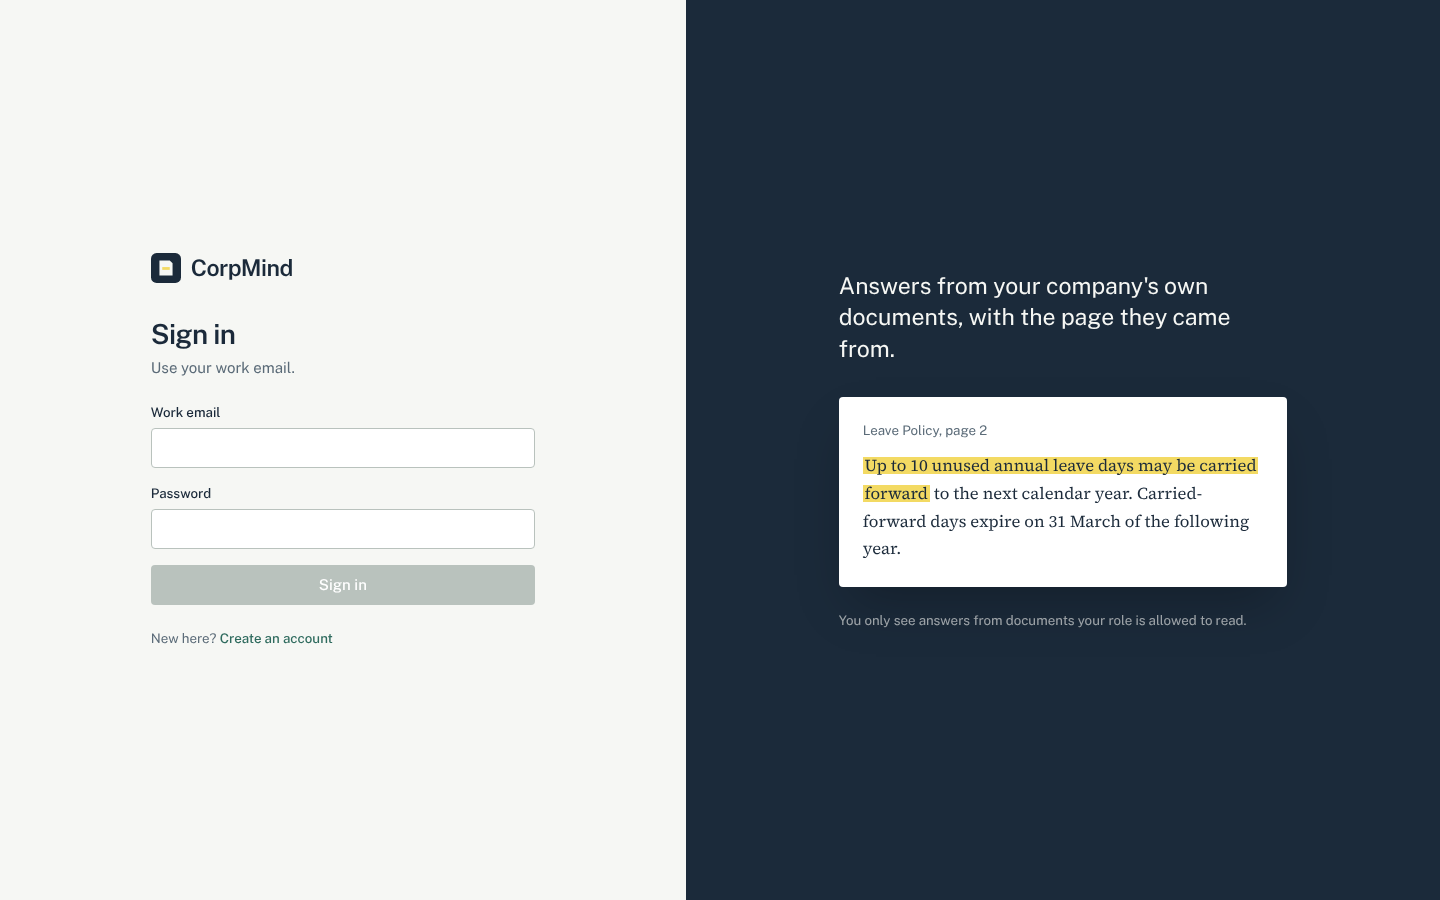 CorpMind
Sign in
Use your work email.
Work email
Password
Sign in
New here? Create an account
Answers from your company's own
documents, with the page they came
from.
Leave Policy, page 2
Up to 10 unused annual leave days may be carried
forward to the next calendar year. Carried-
forward days expire on 31 March of the following
year.
You only see answers from documents your role is allowed to read.